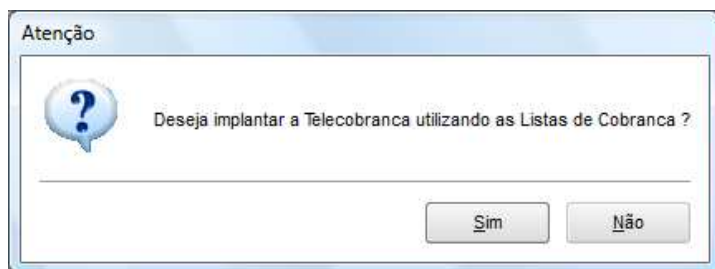 Atenção
Deseja implantar a Telecobranca utilizando as Listas de Cobranca ?
Sim
Não